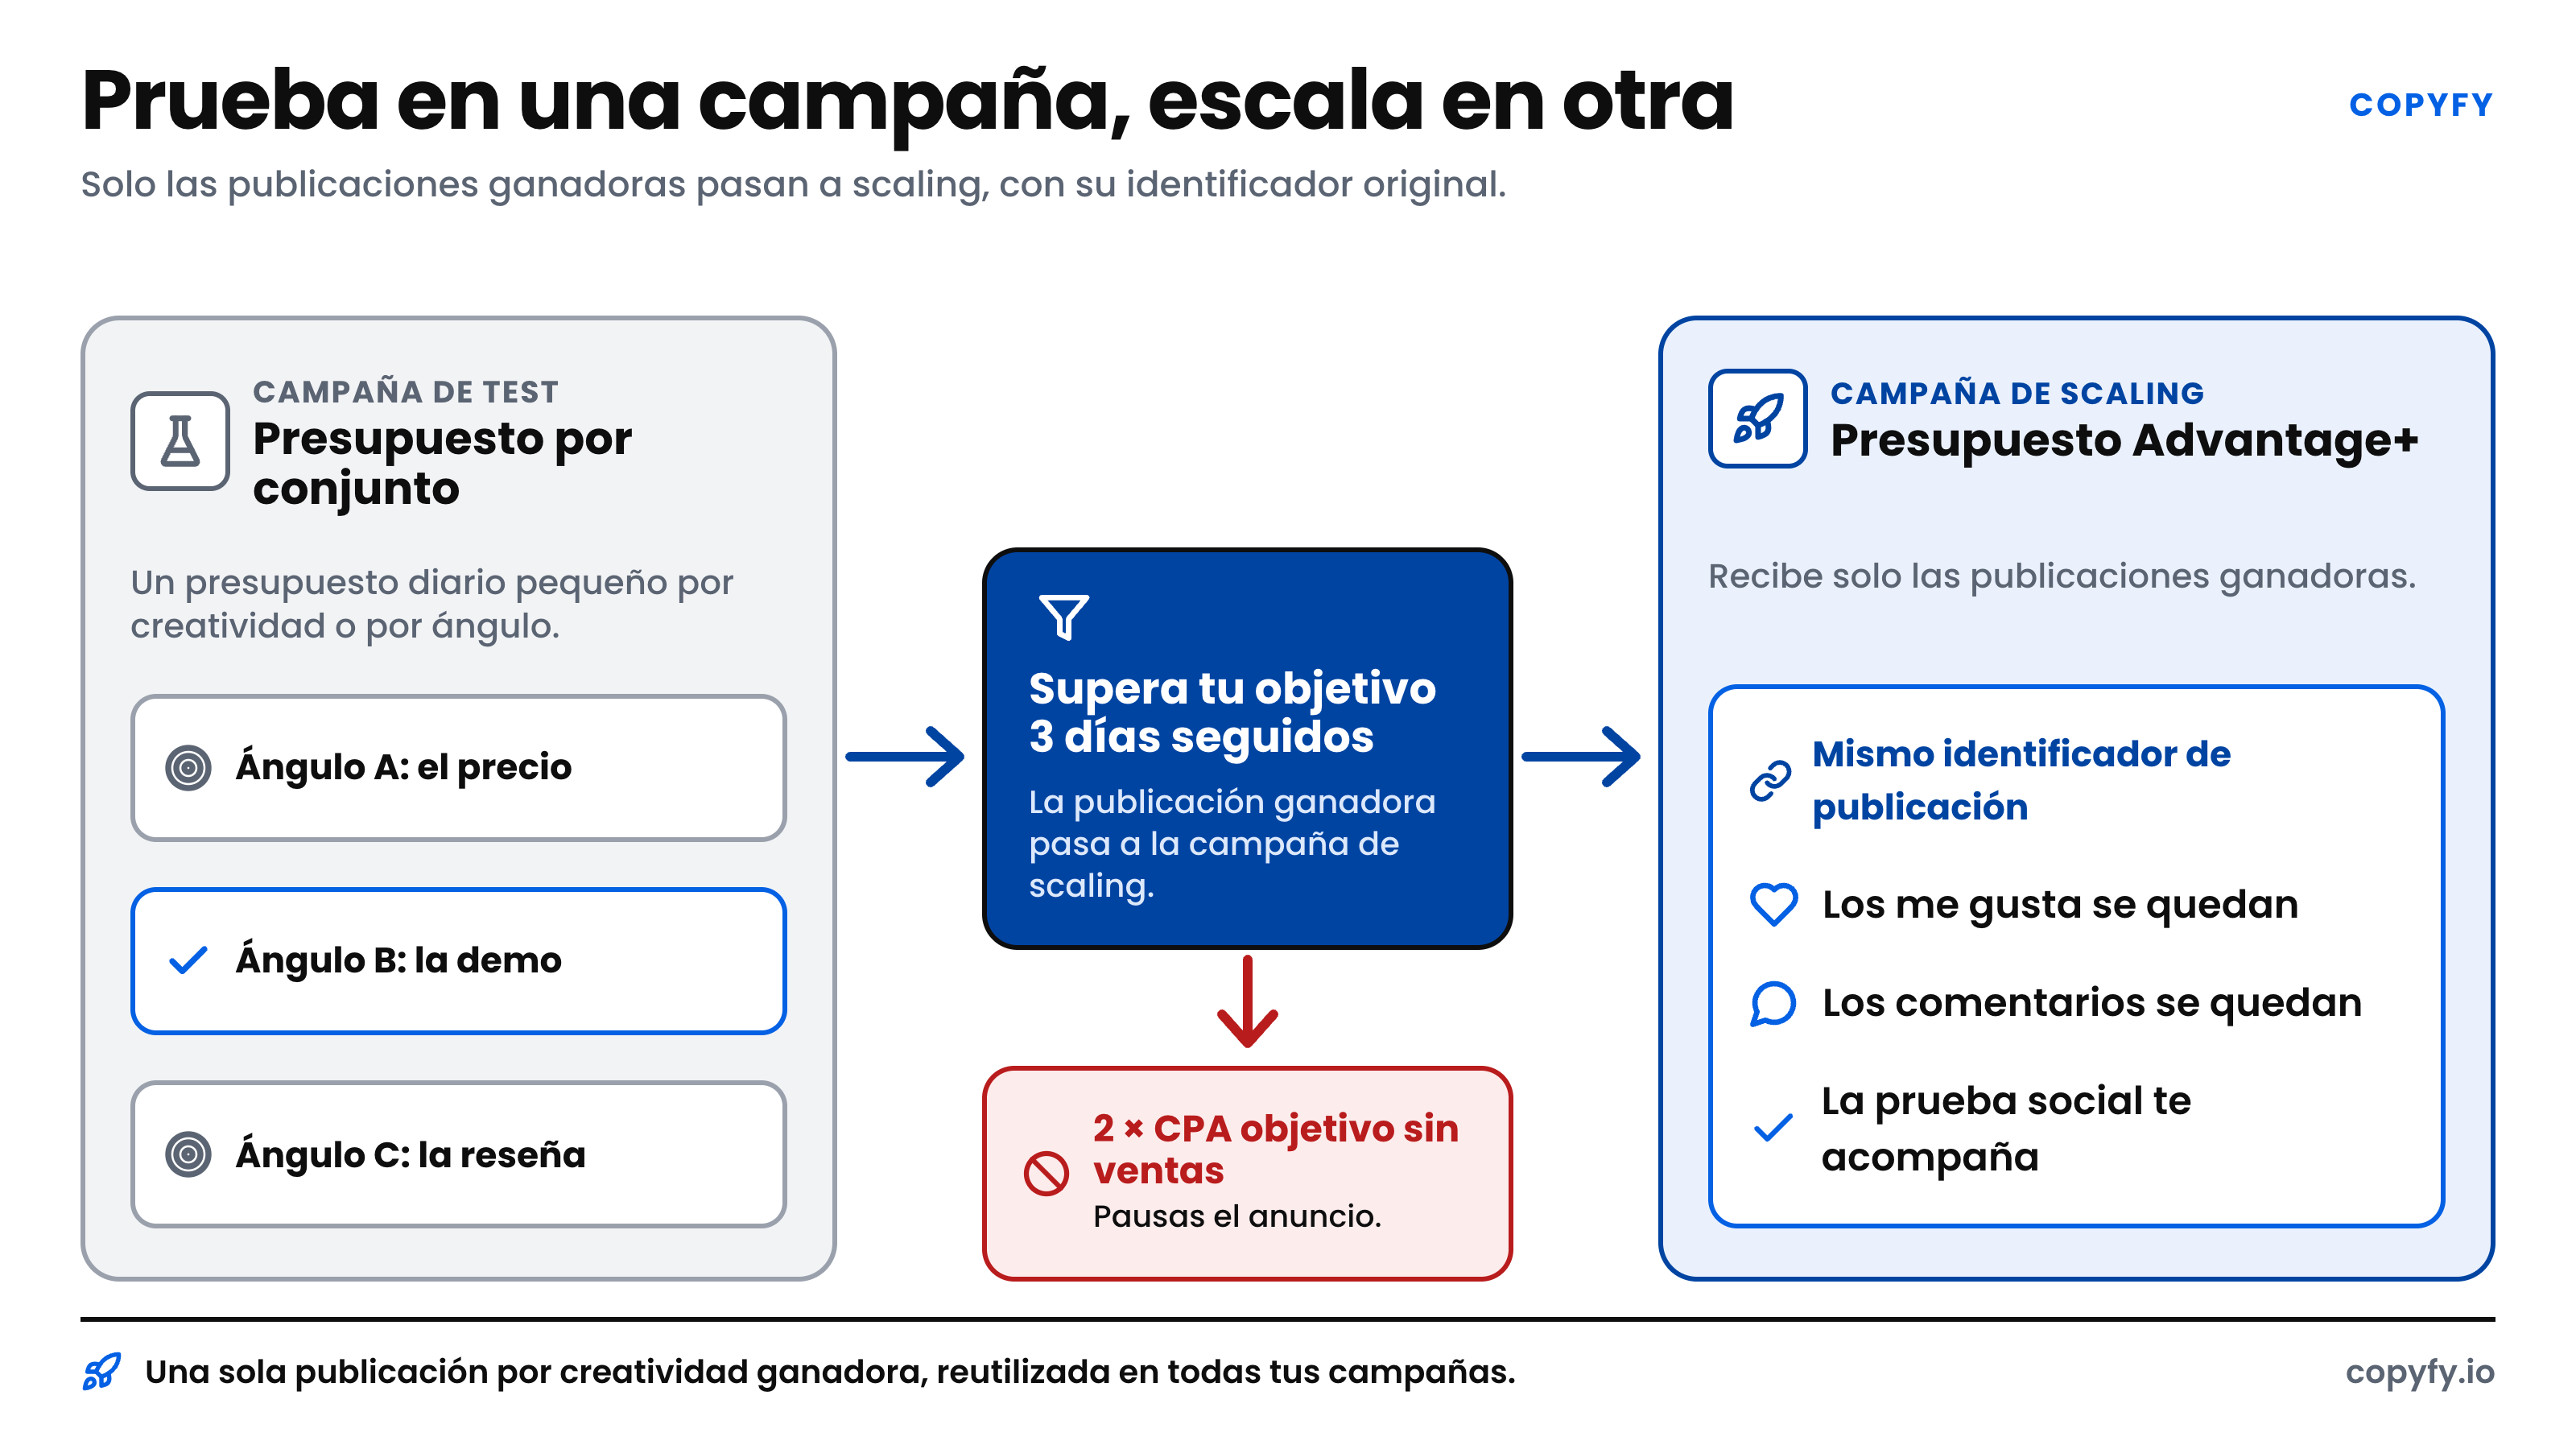 Prueba en una campaña, escala en otra
COPYFY
Solo las publicaciones ganadoras pasan a scaling, con su identificador original.
CAMPAÑA DE TEST
Presupuesto por
conjunto
Un presupuesto diario pequeño por
creatividad o por ángulo.
Ángulo A: el precio
Ángulo B: la demo
Ángulo C: la reseña
Supera tu objetivo
3 días seguidos
La publicación ganadora
pasa a la campaña de
scaling.
2 × CPA objetivo sin
ventas
Pausas el anuncio.
CAMPAÑA DE SCALING
Presupuesto Advantage+
Recibe solo las publicaciones ganadoras.
Mismo identificador de
publicación
Los me gusta se quedan
Los comentarios se quedan
La prueba social te
acompaña
Una sola publicación por creatividad ganadora, reutilizada en todas tus campañas.
copyfy.io